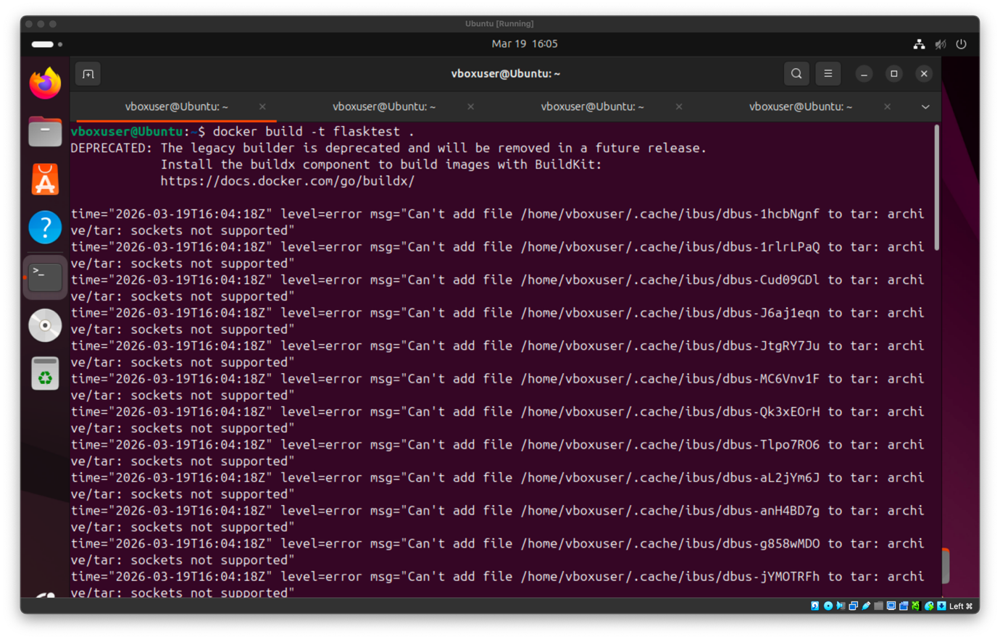 Ubuntu [Running]
Mar 19 16:05
vboxuser@Ubuntu: ~
vboxuser@Ubuntu: ~ vboxuser@Ubuntu: ~ vboxuser@Ubuntu: ~ vboxuser@Ubuntu: ~
vboxuser@Ubuntu:~$ docker build -t flasktest .
DEPRECATED: The legacy builder is deprecated and will be removed in a future release.
Install the buildx component to build images with BuildKit:
https://docs.docker.com/go/buildx/
time="2026-03-19T16:04:18Z" level=error msg="Can't add file /home/vboxuser/.cache/ibus/dbus-1hcbNgnf to tar: archi
ve/tar: sockets not supported"
time="2026-03-19T16:04:18Z" level=error msg="Can't add file /home/vboxuser/.cache/ibus/dbus-1rlrLPaQ to tar: archi
ve/tar: sockets not supported"
time="2026-03-19T16:04:18Z" level=error msg="Can't add file /home/vboxuser/.cache/ibus/dbus-Cud09GDl to tar: archi
ve/tar: sockets not supported"
time="2026-03-19T16:04:18Z" level=error msg="Can't add file /home/vboxuser/.cache/ibus/dbus-J6aj1eqn to tar: archi
ve/tar: sockets not supported"
time="2026-03-19T16:04:18Z" level=error msg="Can't add file /home/vboxuser/.cache/ibus/dbus-JtgRY7Ju to tar: archi
ve/tar: sockets not supported"
time="2026-03-19T16:04:18Z" level=error msg="Can't add file /home/vboxuser/.cache/ibus/dbus-MC6Vnv1F to tar: archi
ve/tar: sockets not supported"
time="2026-03-19T16:04:18Z" level=error msg="Can't add file /home/vboxuser/.cache/ibus/dbus-Qk3xEOrH to tar: archi
ve/tar: sockets not supported"
time="2026-03-19T16:04:18Z" level=error msg="Can't add file /home/vboxuser/.cache/ibus/dbus-Tlpo7RO6 to tar: archi
ve/tar: sockets not supported"
time="2026-03-19T16:04:18Z" level=error msg="Can't add file /home/vboxuser/.cache/ibus/dbus-aL2jYm6J to tar: archi
ve/tar: sockets not supported"
time="2026-03-19T16:04:18Z" level=error msg="Can't add file /home/vboxuser/.cache/ibus/dbus-anH4BD7g to tar: archi
ve/tar: sockets not supported"
time="2026-03-19T16:04:18Z" level=error msg="Can't add file /home/vboxuser/.cache/ibus/dbus-g858wMDO to tar: archi
ve/tar: sockets not supported"
time="2026-03-19T16:04:18Z" level=error msg="Can't add file /home/vboxuser/.cache/ibus/dbus-jYMOTRFh to tar: archi
ve/tar: sockets not supported"
Left ⌘